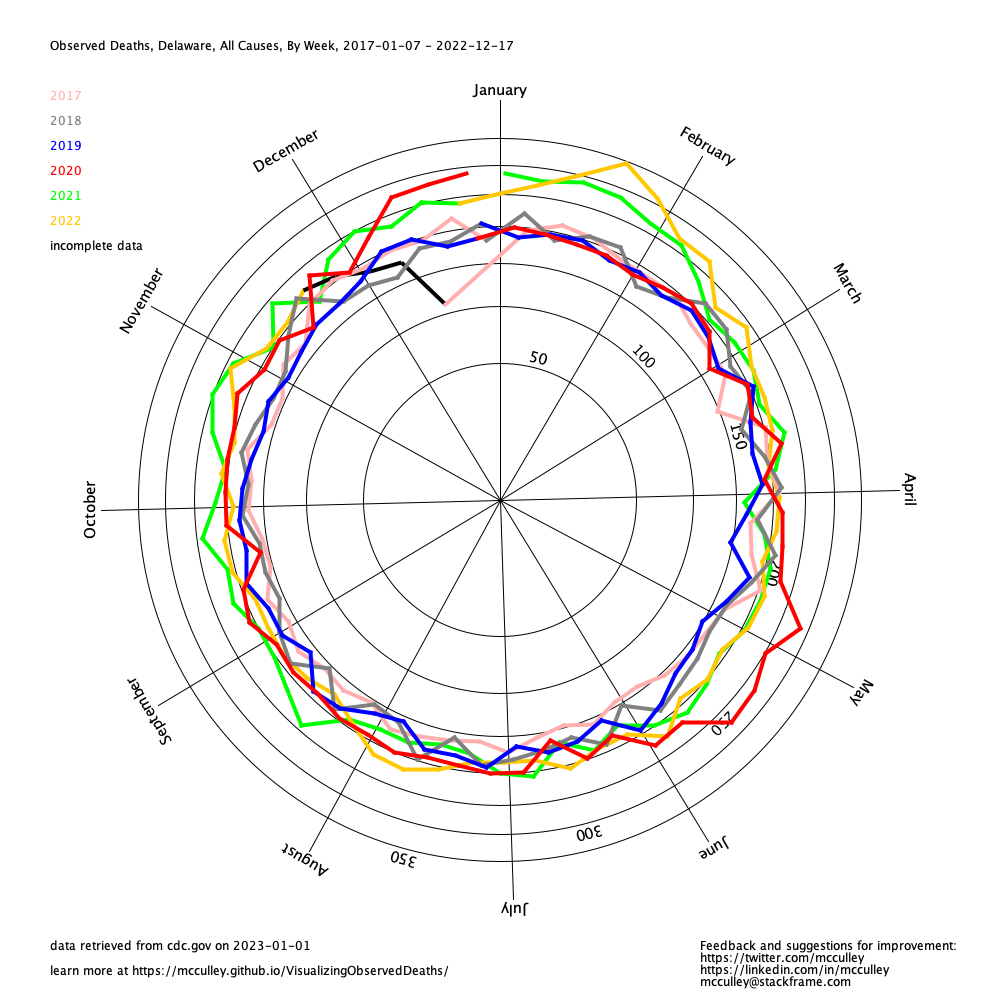 Observed Deaths, Delaware, All Causes, By Week, 2017-01-07 - 2022-12-17
January
2017
2018
2019
2020
2021
2022
incomplete data
December
February
November
March
50
100
150
April
October
200
May
September
250
June
300
August
350
July
data retrieved from cdc.gov on 2023-01-01
learn more at https://mcculley.github.io/VisualizingObservedDeaths/
Feedback and suggestions for improvement:
https://twitter.com/mcculley
https://linkedin.com/in/mcculley
mcculley@stackframe.com